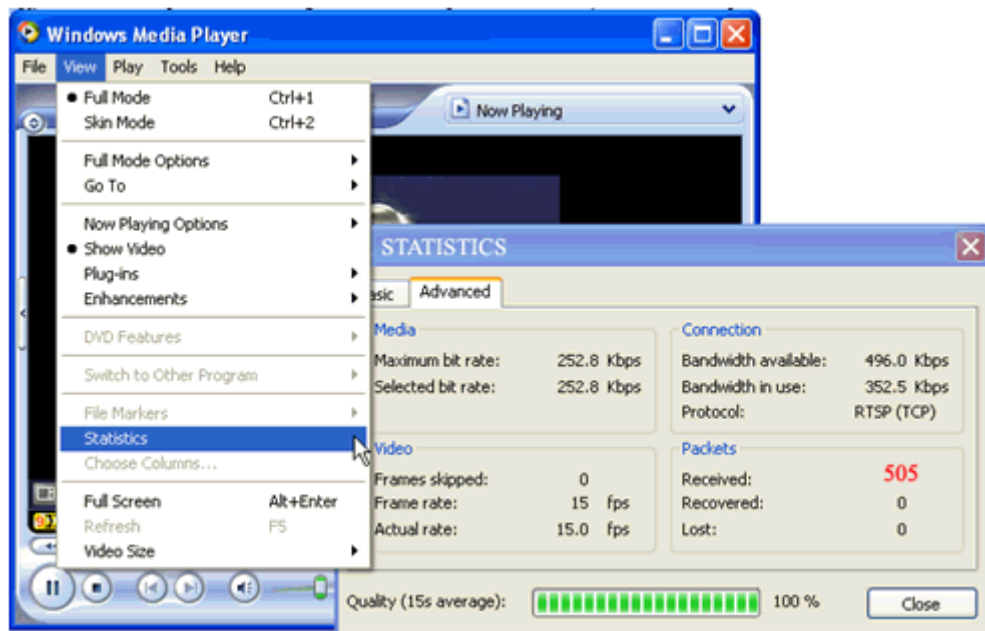 Windows Media Player
File View Play Tools Help
Full Mode Ctrl+1
Skin Mode Ctrl+2
Full Mode Options
Go To
Now Playing Options
Show Video
Plug-ins
Enhancements
DVD Features
Switch to Other Program
File Markers
Statistics
Choose Columns...
Full Screen Alt+Enter
Refresh F5
Video Size
Now Playing
STATISTICS
asic Advanced
Media
Maximum bit rate: 252.8 Kbps
Selected bit rate: 252.8 Kbps
Connection
Bandwidth available: 496.0 Kbps
Bandwidth in use: 352.5 Kbps
Protocol: RTSP (TCP)
Video
Frames skipped: 0
Frame rate: 15 fps
Actual rate: 15.0 fps
Packets
Received: 505
Recovered: 0
Lost: 0
Quality (15s average): 100 %
Close